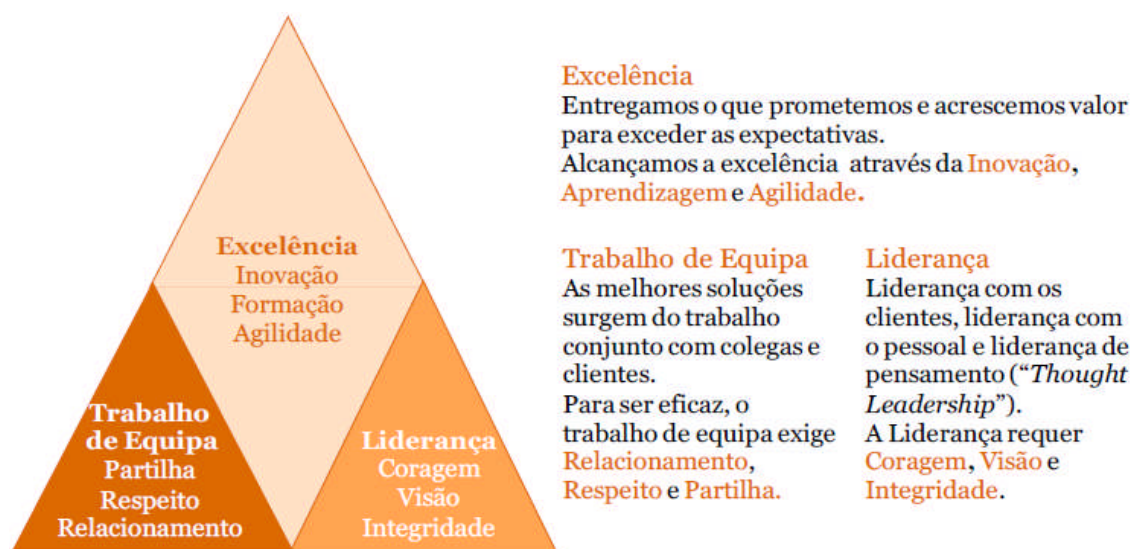 Excelência
Inovação
Formação
Agilidade
Trabalho
de Equipa
Partilha
Respeito
Relacionamento
Liderança
Coragem
Visão
Integridade
Excelência
Entregamos o que prometemos e acrescemos valor
para exceder as expectativas.
Alcançamos a excelência através da Inovação,
Aprendizagem e Agilidade.
Trabalho de Equipa
As melhores soluções
surgem do trabalho
conjunto com colegas e
clientes.
Para ser eficaz, o
trabalho de equipa exige
Relacionamento,
Respeito e Partilha.
Liderança
Liderança com os
clientes, liderança com
o pessoal e liderança de
pensamento (“Thought
Leadership”).
A Liderança requer
Coragem, Visão e
Integridade.